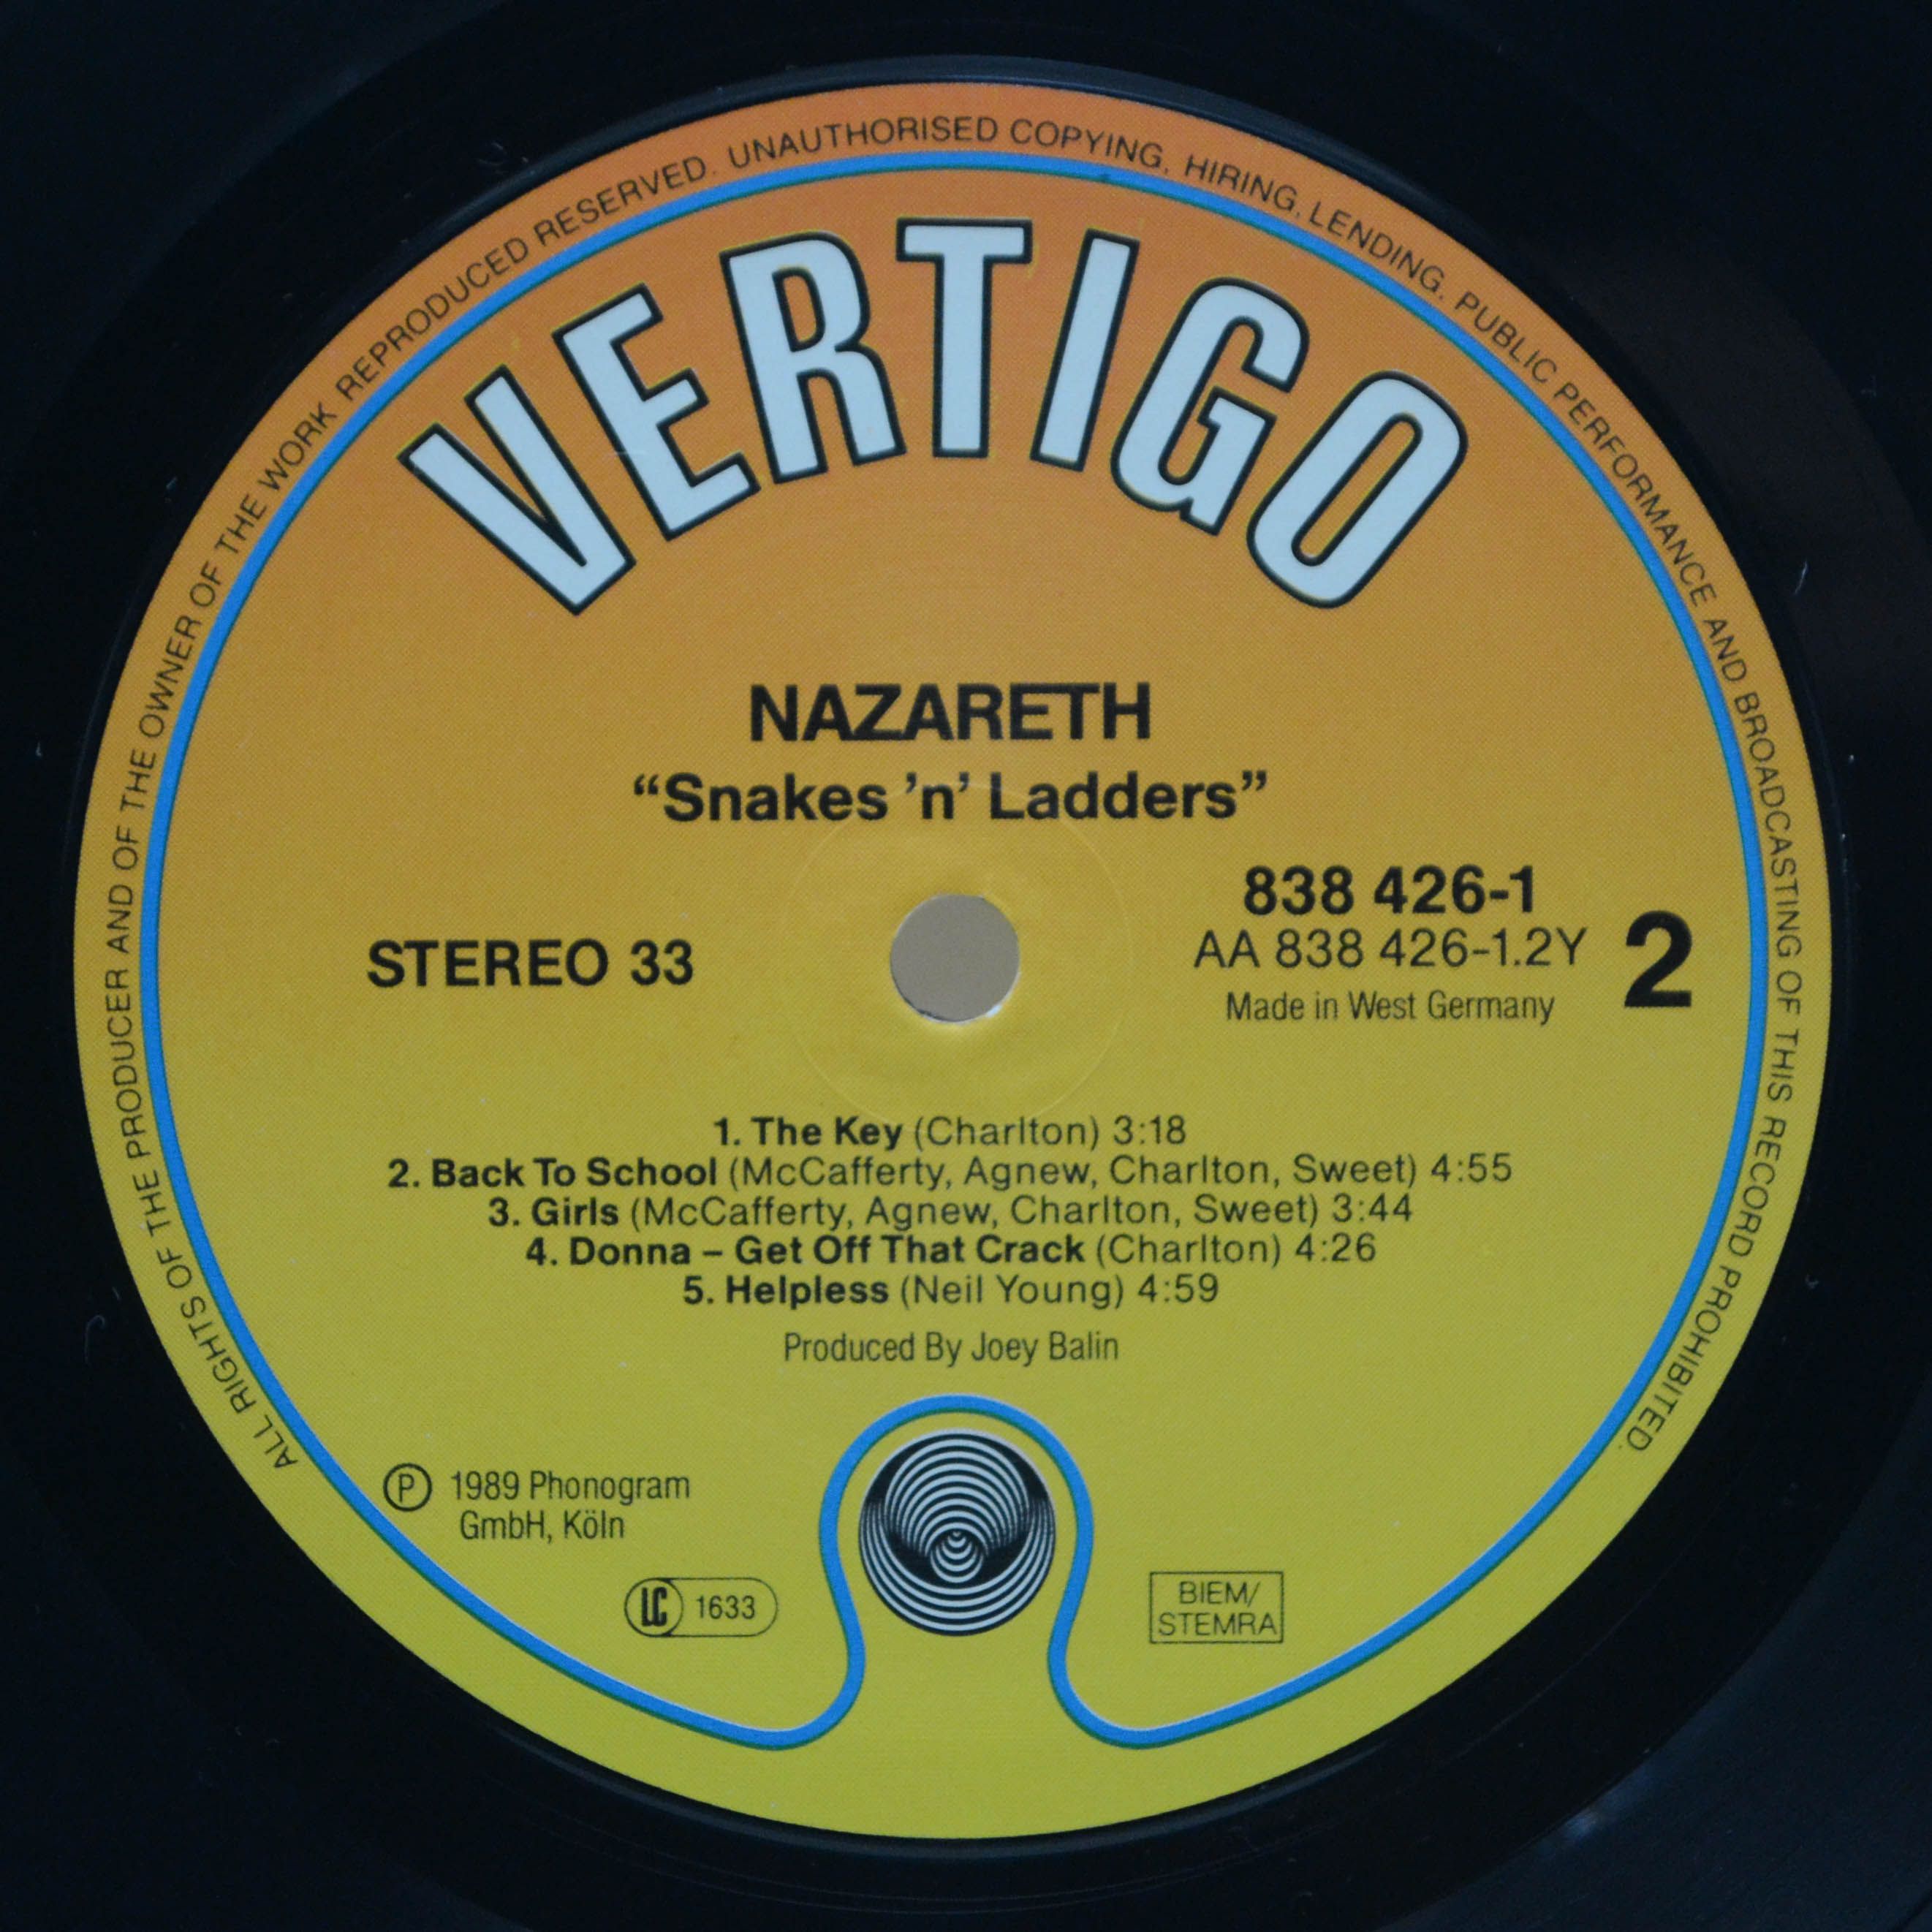 ALL RIGHTS OF THE PRODUCER AND OF THE OWNER OF THE WORK REPRODUCED RESERVED. UNAUTHORISED COPYING, HIRING, LENDING, PUBLIC PERFORMANCE AND BROADCASTING OF THIS RECORD PROHIBITED.
VERTIGO
NAZARETH
“Snakes ’n’ Ladders”
STEREO 33
838 426-1
AA 838 426-1.2Y
Made in West Germany
2
1. The Key (Charlton) 3:18
2. Back To School (McCafferty, Agnew, Charlton, Sweet) 4:55
3. Girls (McCafferty, Agnew, Charlton, Sweet) 3:44
4. Donna – Get Off That Crack (Charlton) 4:26
5. Helpless (Neil Young) 4:59
Produced By Joey Balin
Ⓟ 1989 Phonogram
GmbH, Köln
LC 1633
BIEM/
STEMRA